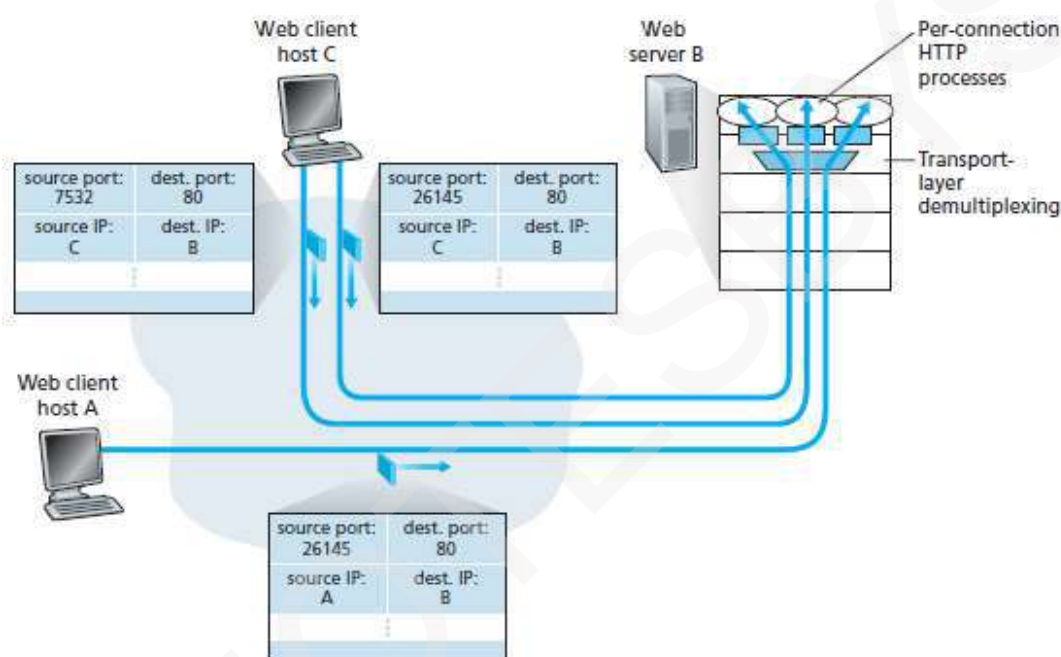 Web client
host C
Web
server B
Per-connection
HTTP
processes
Transport-
layer
demultiplexing
source port:
7532
dest. port:
80
source IP:
C
dest. IP:
B
source port:
26145
dest. port:
80
source IP:
C
dest. IP:
B
Web client
host A
source port:
26145
dest. port:
80
source IP:
A
dest. IP:
B